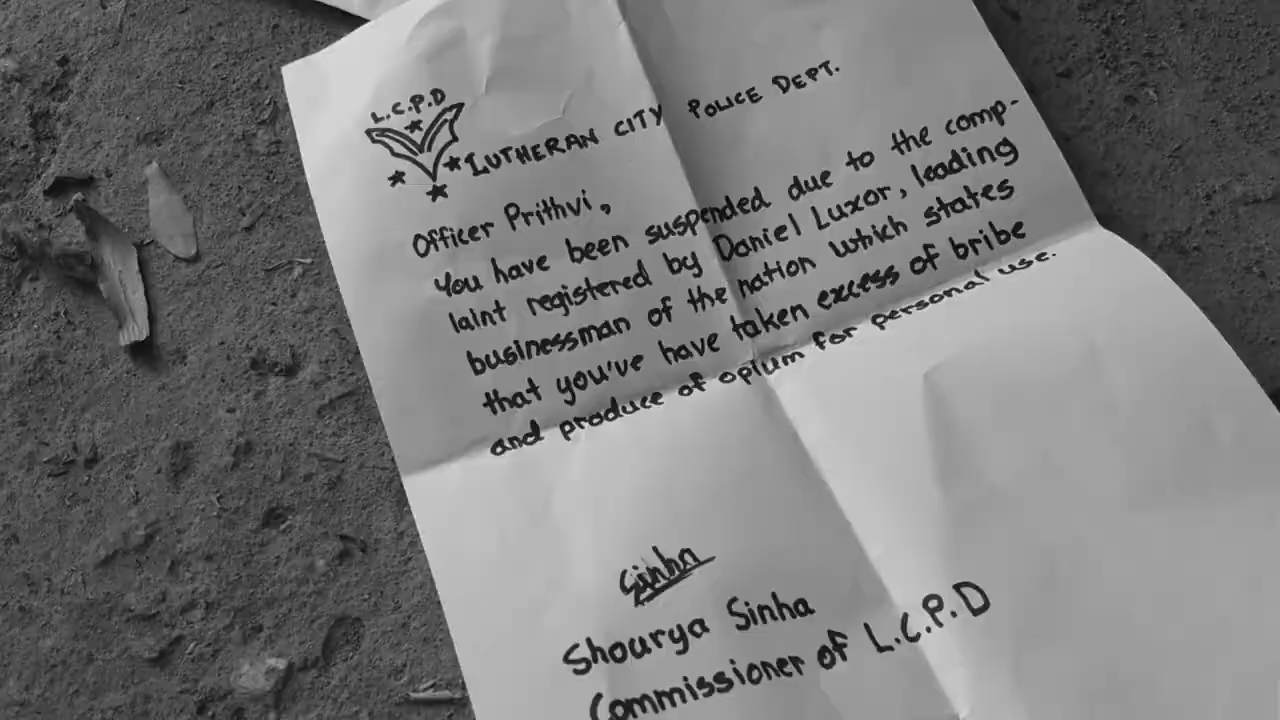 L.C.P.D
LUTHERAN CITY POLICE DEPT.
Officer Prithvi,
You have been suspended due to the comp-
laint registered by Daniel Luxor, leading
businessman of the nation which states
that you've have taken excess of bribe
and produce of opium for personal use.
Sinha
Shourya Sinha
Commissioner of L.C.P.D